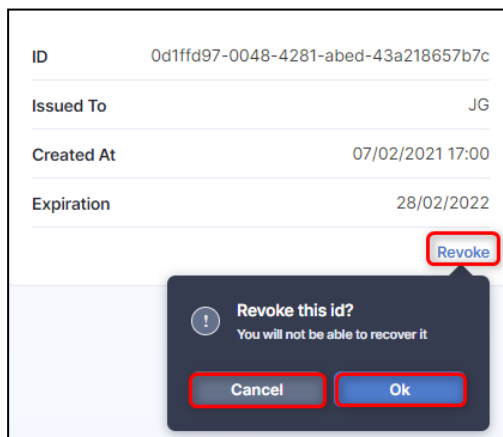 ID 0d1ffd97-0048-4281-abed-43a218657b7c
Issued To JG
Created At 07/02/2021 17:00
Expiration 28/02/2022
Revoke
! Revoke this id?
You will not be able to recover it
Cancel Ok